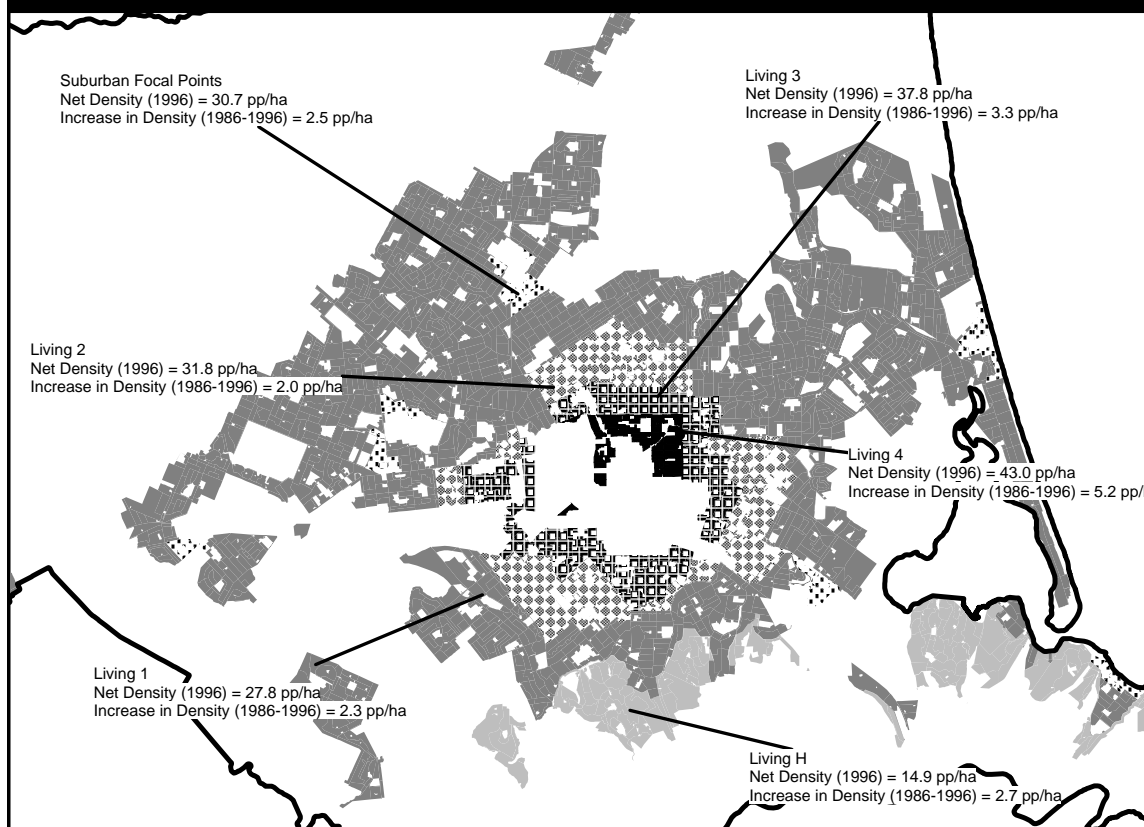 Suburban Focal Points
Net Density (1996) = 30.7 pp/ha
Increase in Density (1986-1996) = 2.5 pp/ha
Living 3
Net Density (1996) = 37.8 pp/ha
Increase in Density (1986-1996) = 3.3 pp/ha
Living 2
Net Density (1996) = 31.8 pp/ha
Increase in Density (1986-1996) = 2.0 pp/ha
Living 4
Net Density (1996) = 43.0 pp/ha
Increase in Density (1986-1996) = 5.2 pp/
Living 1
Net Density (1996) = 27.8 pp/ha
Increase in Density (1986-1996) = 2.3 pp/ha
Living H
Net Density (1996) = 14.9 pp/ha
Increase in Density (1986-1996) = 2.7 pp/ha